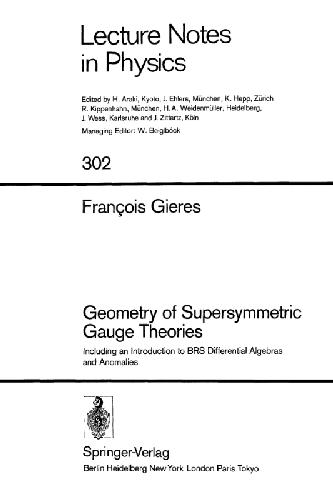 Lecture Notes
in Physics
Edited by H. Araki, Kyoto, J. Ehlers, München, K. Hepp, Zürich
R. Kippenhahn, München, H. A. Weidenmüller, Heidelberg
J. Wess, Karlsruhe and J. Zittartz, Köln
Managing Editor: W. Beiglböck
302
François Gieres
Geometry of Supersymmetric
Gauge Theories
Including an Introduction to BRS Differential Algebras
and Anomalies
Springer-Verlag
Berlin Heidelberg New York London Paris Tokyo